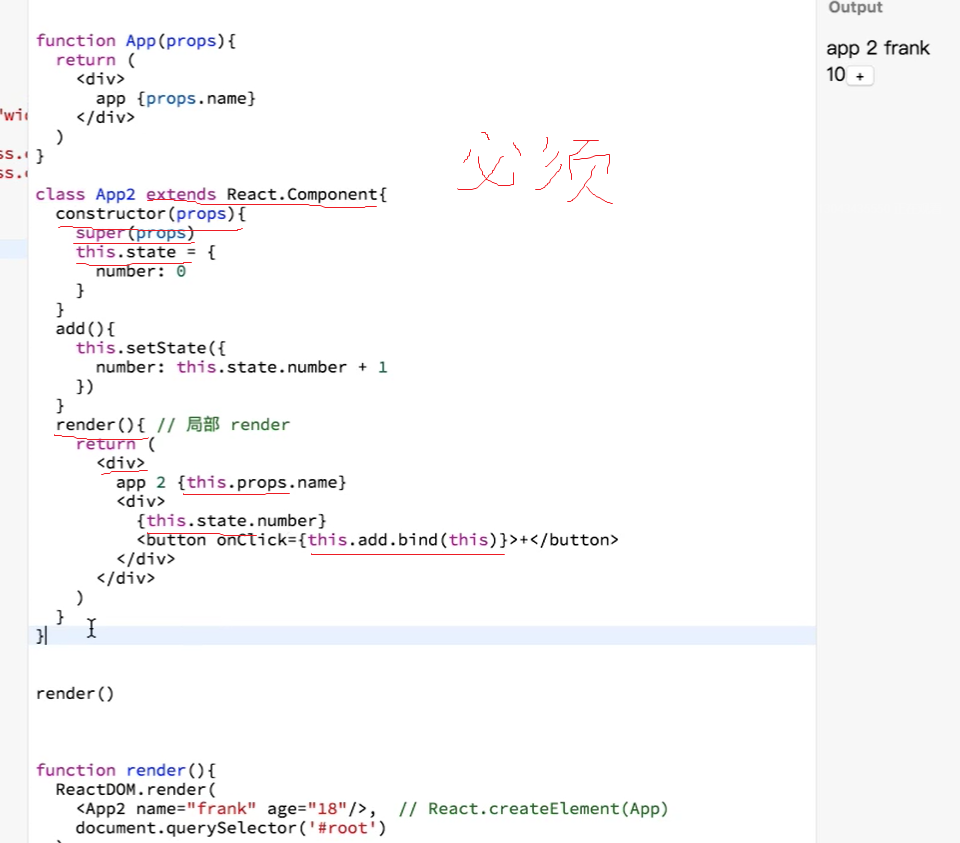 Output
function App(props){
return (
<div>
app {props.name}
</div>
)
}
app 2 frank
10 +
"wi
ss.
ss.
必须
class App2 extends React.Component{
constructor(props){
super(props)
this.state = {
number: 0
}
}
add(){
this.setState({
number: this.state.number + 1
})
}
render(){ // 局部 render
return (
<div>
app 2 {this.props.name}
<div>
{this.state.number}
<button onClick={this.add.bind(this)}>+</button>
</div>
</div>
)
}
}
render()
function render(){
ReactDOM.render(
<App2 name="frank" age="18"/>, // React.createElement(App)
document.querySelector('#root')